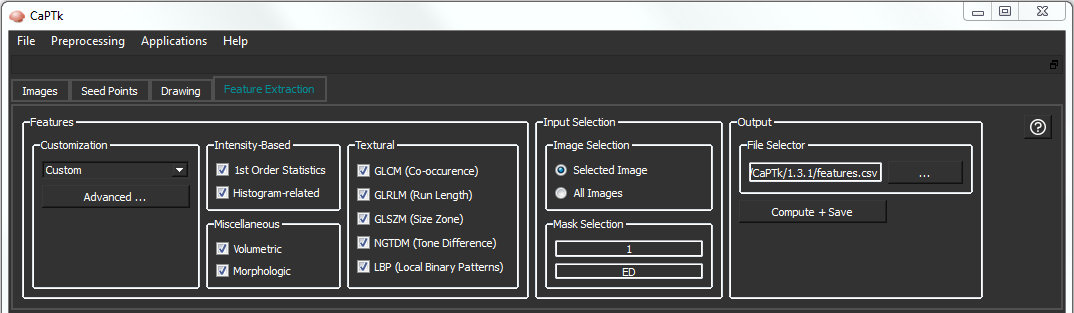 CaPTk
File Preprocessing Applications Help
Images Seed Points Drawing Feature Extraction
Features
Customization
Custom
Advanced ...
Intensity-Based
1st Order Statistics
Histogram-related
Miscellaneous
Volumetric
Morphologic
Textural
GLCM (Co-occurence)
GLRLM (Run Length)
GLSZM (Size Zone)
NGTDM (Tone Difference)
LBP (Local Binary Patterns)
Input Selection
Image Selection
Selected Image
All Images
Mask Selection
1
ED
Output
File Selector
/CaPTk/1.3.1/features.csv ...
Compute + Save
?